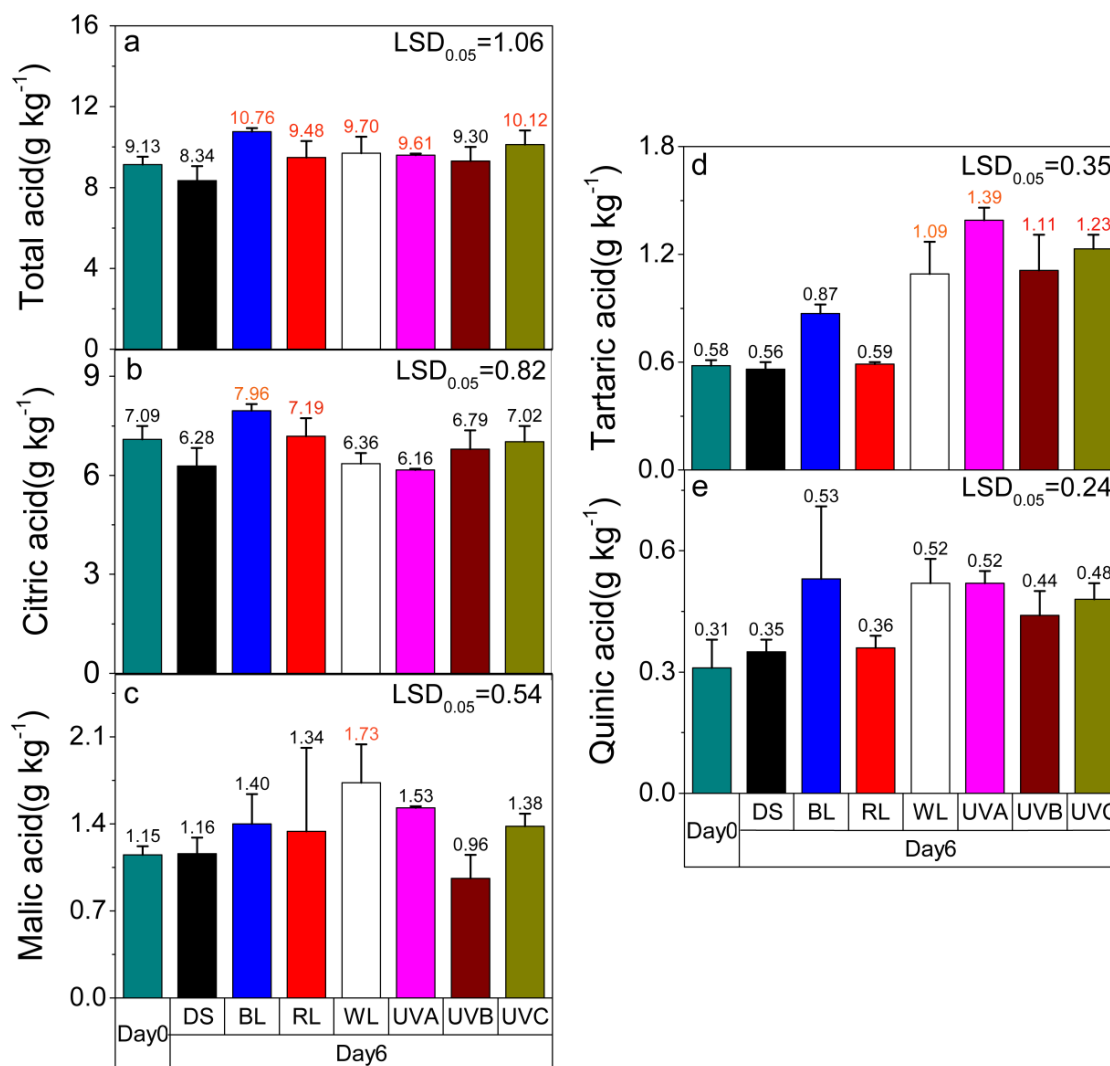 a
LSD0.05=1.06
Total acid(g kg-1)
16
12
8
4
0
9.13
8.34
10.76
9.48
9.70
9.61
9.30
10.12
b
LSD0.05=0.82
Citric acid(g kg-1)
9
6
3
0
7.09
6.28
7.96
7.19
6.36
6.16
6.79
7.02
c
LSD0.05=0.54
Malic acid(g kg-1)
2.1
1.4
0.7
0.0
1.15
1.16
1.40
1.34
1.73
1.53
0.96
1.38
Day0
DS
BL
RL
WL
UVA
UVB
UVC
Day6
d
LSD0.05=0.35
Tartaric acid(g kg-1)
1.8
1.2
0.6
0.0
0.58
0.56
0.87
0.59
1.09
1.39
1.11
1.23
e
LSD0.05=0.24
Quinic acid(g kg-1)
0.6
0.3
0.0
0.31
0.35
0.53
0.36
0.52
0.52
0.44
0.48
Day0
DS
BL
RL
WL
UVA
UVB
UVC
Day6